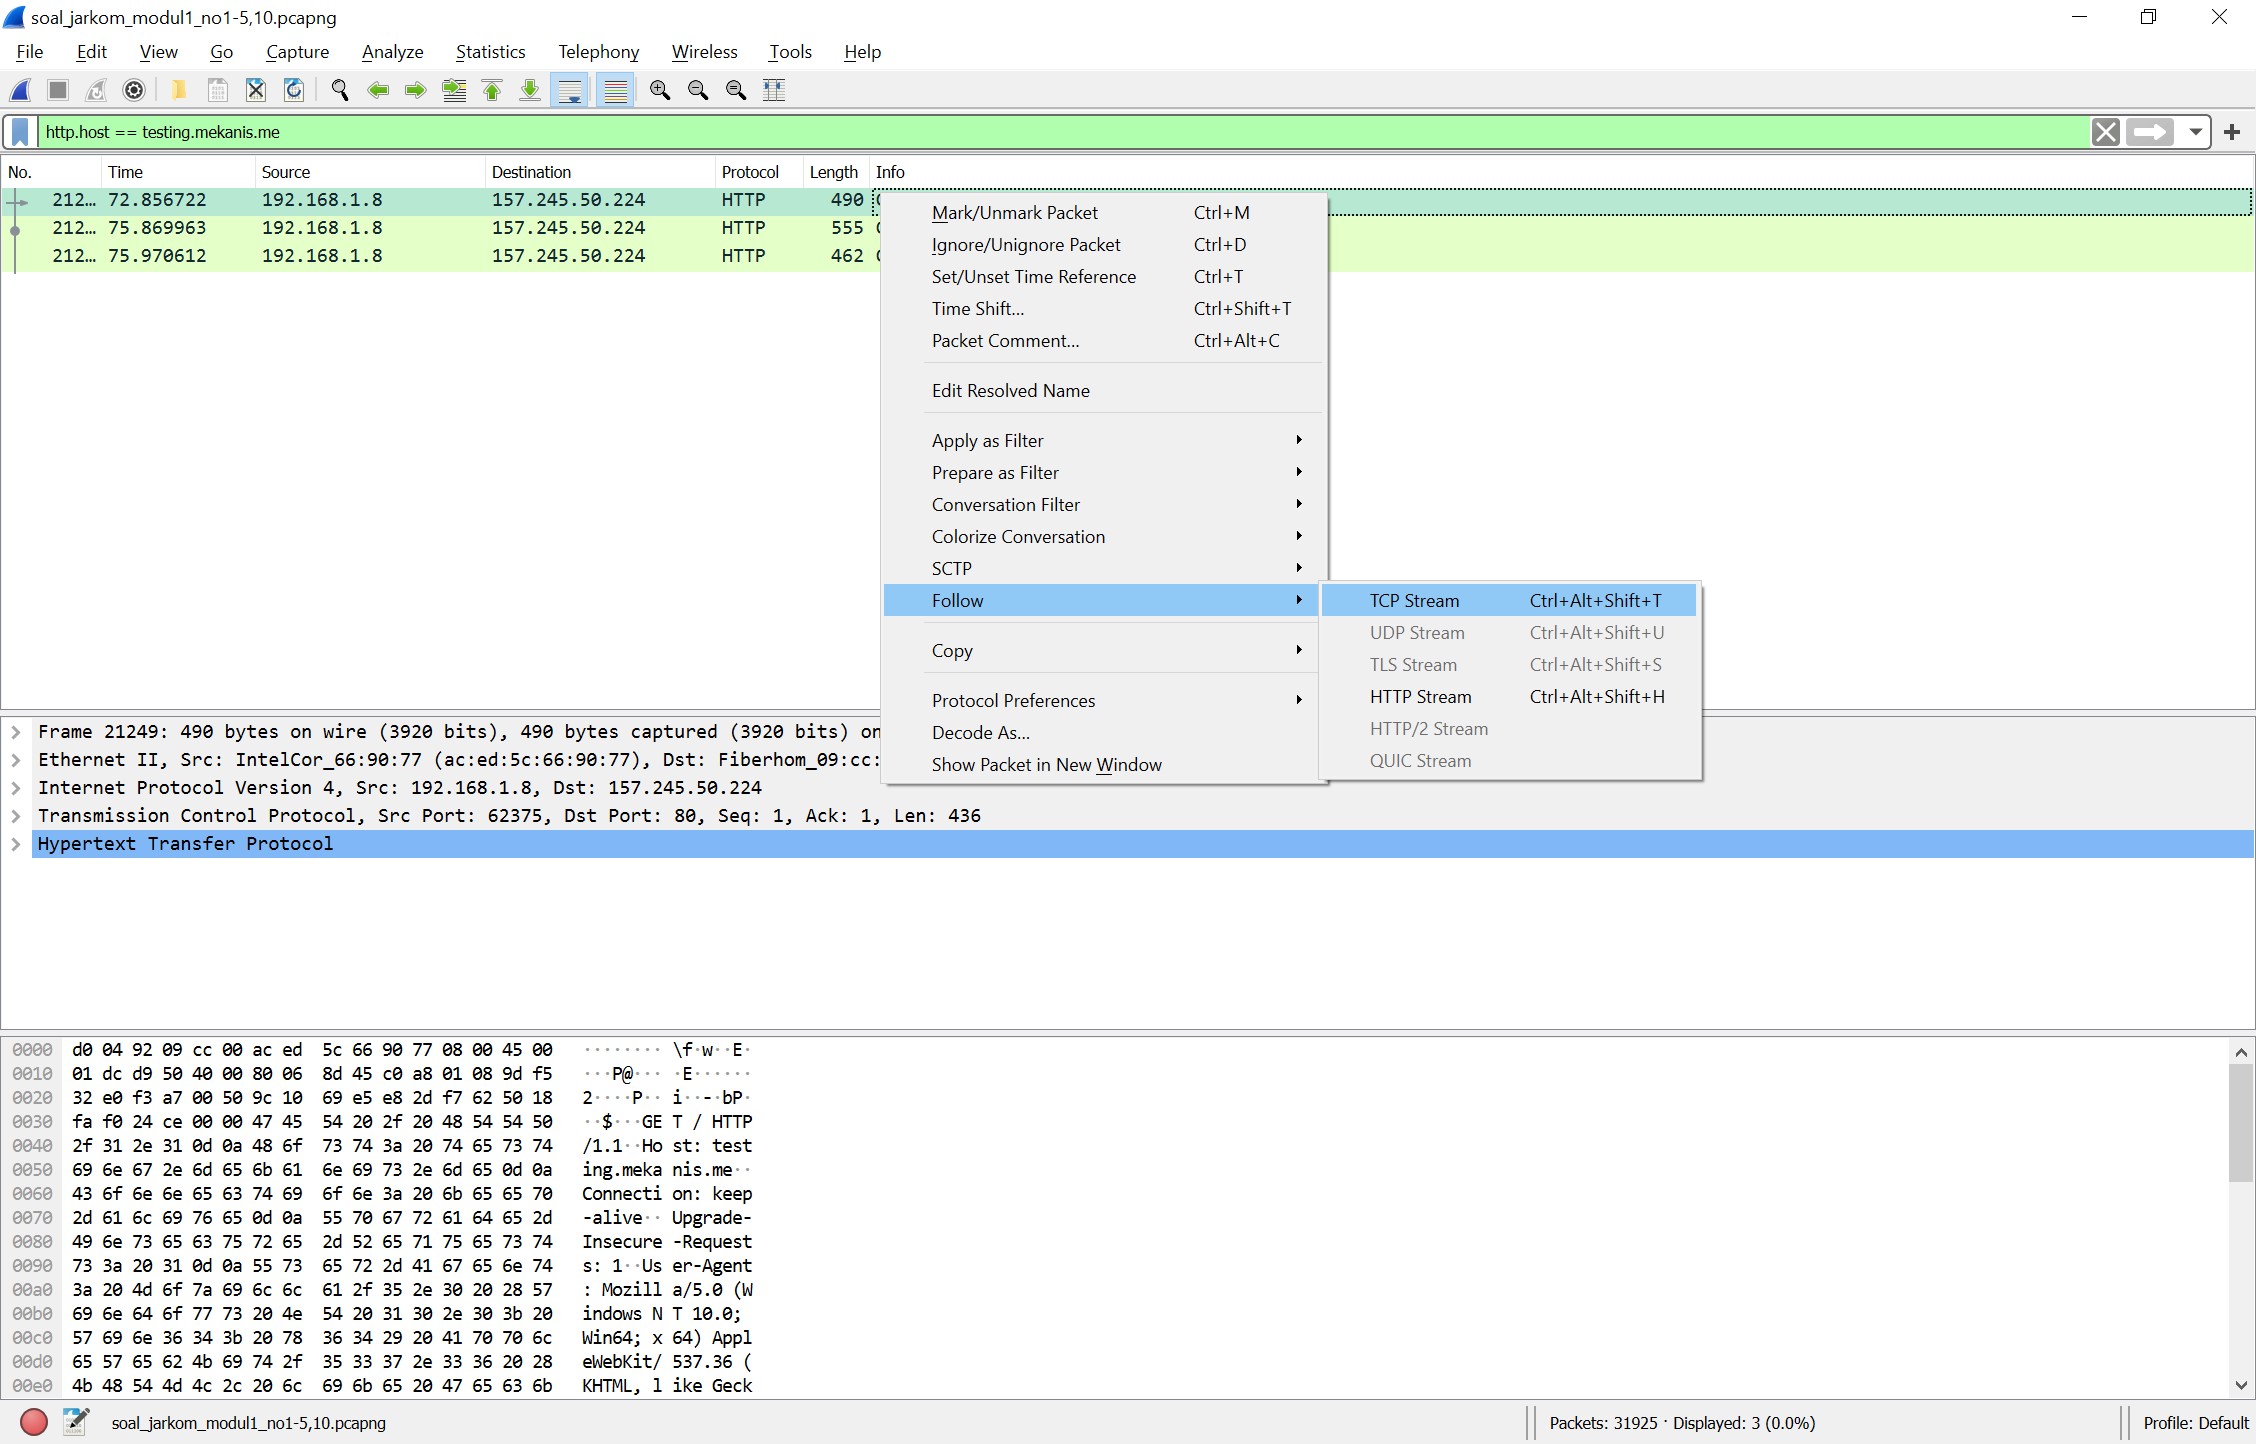 soal_jarkom_modul1_no1-5,10.pcapng
File Edit View Go Capture Analyze Statistics Telephony Wireless Tools Help
http.host == testing.mekanis.me
No. Time Source Destination Protocol Length Info
212... 72.856722 192.168.1.8 157.245.50.224 HTTP 490
212... 75.869963 192.168.1.8 157.245.50.224 HTTP 555
212... 75.970612 192.168.1.8 157.245.50.224 HTTP 462
Mark/Unmark Packet Ctrl+M
Ignore/Unignore Packet Ctrl+D
Set/Unset Time Reference Ctrl+T
Time Shift... Ctrl+Shift+T
Packet Comment... Ctrl+Alt+C
Edit Resolved Name
Apply as Filter
Prepare as Filter
Conversation Filter
Colorize Conversation
SCTP
Follow
Copy
Protocol Preferences
Decode As...
Show Packet in New Window
TCP Stream Ctrl+Alt+Shift+T
UDP Stream Ctrl+Alt+Shift+U
TLS Stream Ctrl+Alt+Shift+S
HTTP Stream Ctrl+Alt+Shift+H
HTTP/2 Stream
QUIC Stream
Frame 21249: 490 bytes on wire (3920 bits), 490 bytes captured (3920 bits) on
Ethernet II, Src: IntelCor_66:90:77 (ac:ed:5c:66:90:77), Dst: Fiberhom_09:cc:
Internet Protocol Version 4, Src: 192.168.1.8, Dst: 157.245.50.224
Transmission Control Protocol, Src Port: 62375, Dst Port: 80, Seq: 1, Ack: 1, Len: 436
Hypertext Transfer Protocol
0000 d0 04 92 09 cc 00 ac ed 5c 66 90 77 08 00 45 00 ········ \f·w··E·
0010 01 dc d9 50 40 00 80 06 8d 45 c0 a8 01 08 9d f5 ···P@··· ·E······
0020 32 e0 f3 a7 00 50 9c 10 69 e5 e8 2d f7 62 50 18 2····P·· i··-·bP·
0030 fa f0 24 ce 00 00 47 45 54 20 2f 20 48 54 54 50 ··$···GE T / HTTP
0040 2f 31 2e 31 0d 0a 48 6f 73 74 3a 20 74 65 73 74 /1.1··Ho st: test
0050 69 6e 67 2e 6d 65 6b 61 6e 69 73 2e 6d 65 0d 0a ing.meka nis.me··
0060 43 6f 6e 6e 65 63 74 69 6f 6e 3a 20 6b 65 65 70 Connecti on: keep
0070 2d 61 6c 69 76 65 0d 0a 55 70 67 72 61 64 65 2d -alive·· Upgrade-
0080 49 6e 73 65 63 75 72 65 2d 52 65 71 75 65 73 74 Insecure -Request
0090 73 3a 20 31 0d 0a 55 73 65 72 2d 41 67 65 6e 74 s: 1··Us er-Agent
00a0 3a 20 4d 6f 7a 69 6c 6c 61 2f 35 2e 30 20 28 57 : Mozill a/5.0 (W
00b0 69 6e 64 6f 77 73 20 4e 54 20 31 30 2e 30 3b 20 indows N T 10.0;
00c0 57 69 6e 36 34 3b 20 78 36 34 29 20 41 70 70 6c Win64; x 64) Appl
00d0 65 57 65 62 4b 69 74 2f 35 33 37 2e 33 36 20 28 eWebKit/ 537.36 (
00e0 4b 48 54 4d 4c 2c 20 6c 69 6b 65 20 47 65 63 6b KHTML, l ike Geck
soal_jarkom_modul1_no1-5,10.pcapng Packets: 31925 · Displayed: 3 (0.0%) Profile: Default